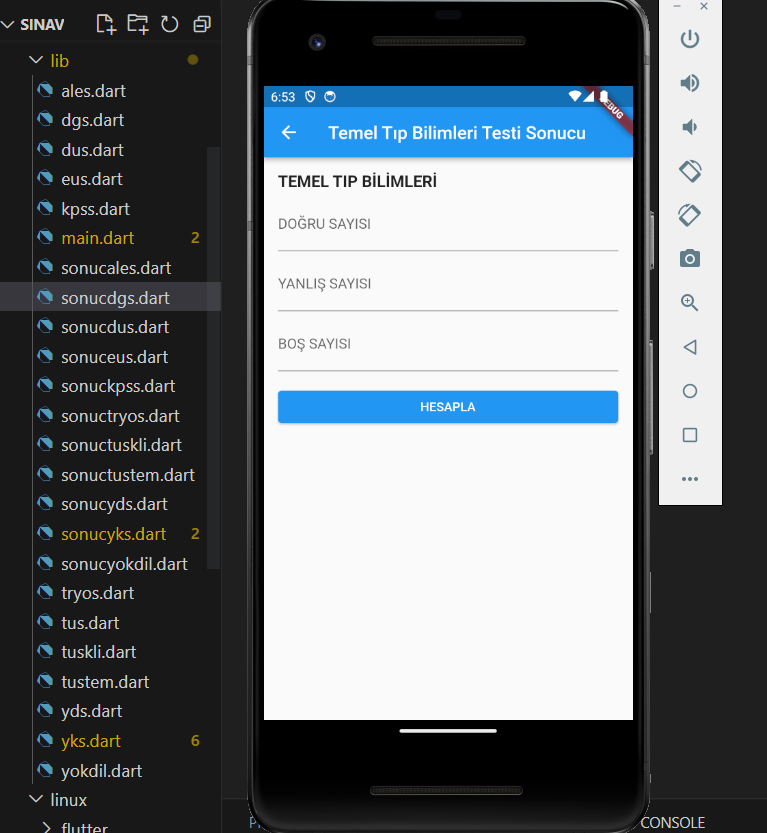 SINAV
lib
ales.dart
dgs.dart
dus.dart
eus.dart
kpss.dart
main.dart 2
sonucales.dart
sonucdgs.dart
sonucdus.dart
sonuceus.dart
sonuckpss.dart
sonuctryos.dart
sonuctuskli.dart
sonuctustem.dart
sonucyds.dart
sonucyks.dart 2
sonucyokdil.dart
tryos.dart
tus.dart
tuskli.dart
tustem.dart
yds.dart
yks.dart 6
yokdil.dart
linux
flutter
6:53
Temel Tıp Bilimleri Testi Sonucu
TEMEL TIP BİLİMLERİ
DOĞRU SAYISI
YANLIŞ SAYISI
BOŞ SAYISI
HESAPLA
CONSOLE